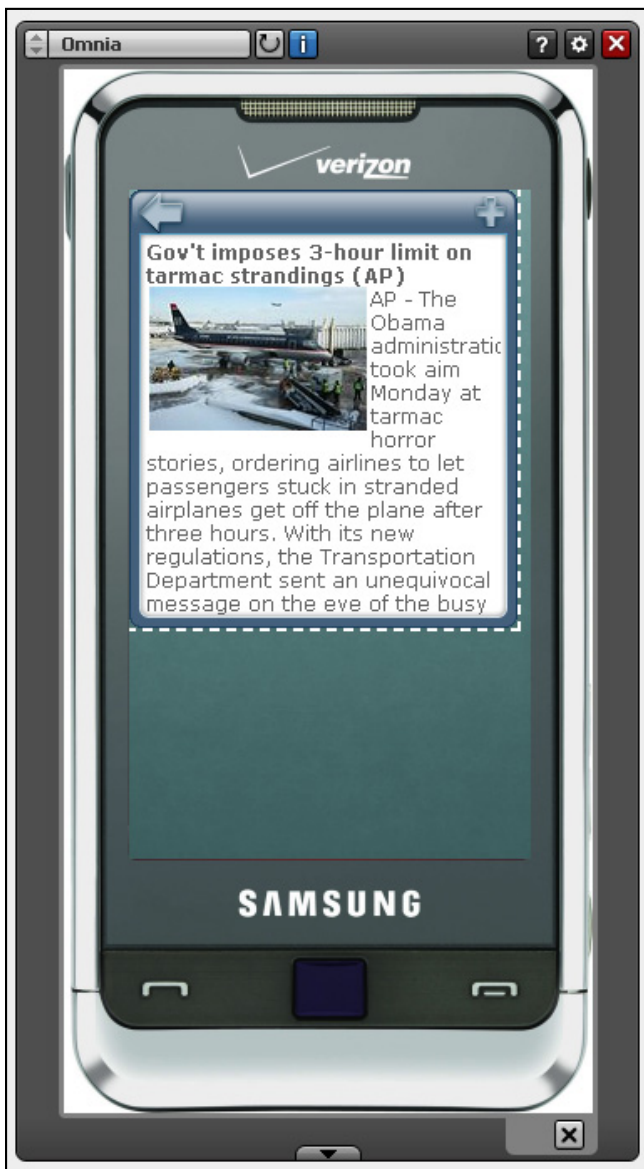 Omnia
i
?
verizon
Gov't imposes 3-hour limit on
tarmac strandings (AP)
AP - The
Obama
administratic
took aim
Monday at
tarmac
horror
stories, ordering airlines to let
passengers stuck in stranded
airplanes get off the plane after
three hours. With its new
regulations, the Transportation
Department sent an unequivocal
message on the eve of the busy
SAMSUNG